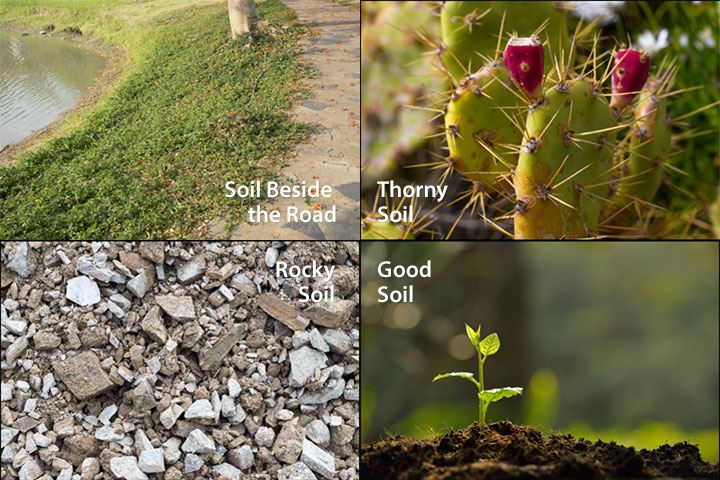 Soil Beside
the Road
Thorny
Soil
Rocky
Soil
Good
Soil